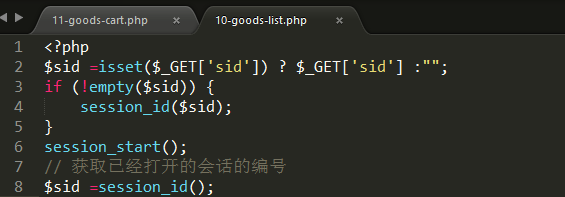 11-goods-cart.php × 10-goods-list.php ×
1 <?php
2 $sid =isset($_GET['sid']) ? $_GET['sid'] :"";
3 if (!empty($sid)) {
4     session_id($sid);
5 }
6 session_start();
7 // 获取已经打开的会话的编号
8 $sid =session_id();